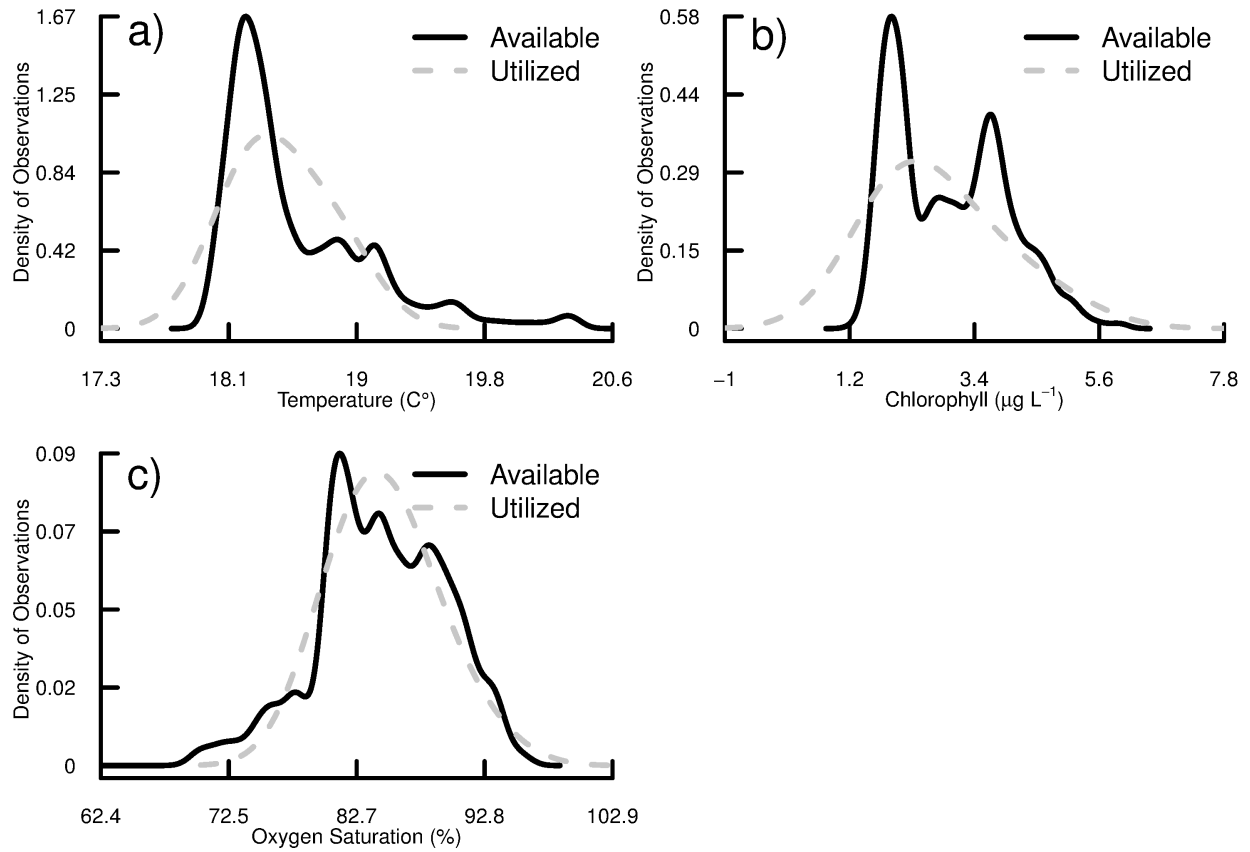 a)
Available
Utilized
Density of Observations
1.67
1.25
0.84
0.42
0
17.3 18.1 19 19.8 20.6
Temperature (C°)
b)
Available
Utilized
Density of Observations
0.58
0.44
0.29
0.15
0
−1 1.2 3.4 5.6 7.8
Chlorophyll (μg L⁻¹)
c)
Available
Utilized
Density of Observations
0.09
0.07
0.05
0.02
0
62.4 72.5 82.7 92.8 102.9
Oxygen Saturation (%)